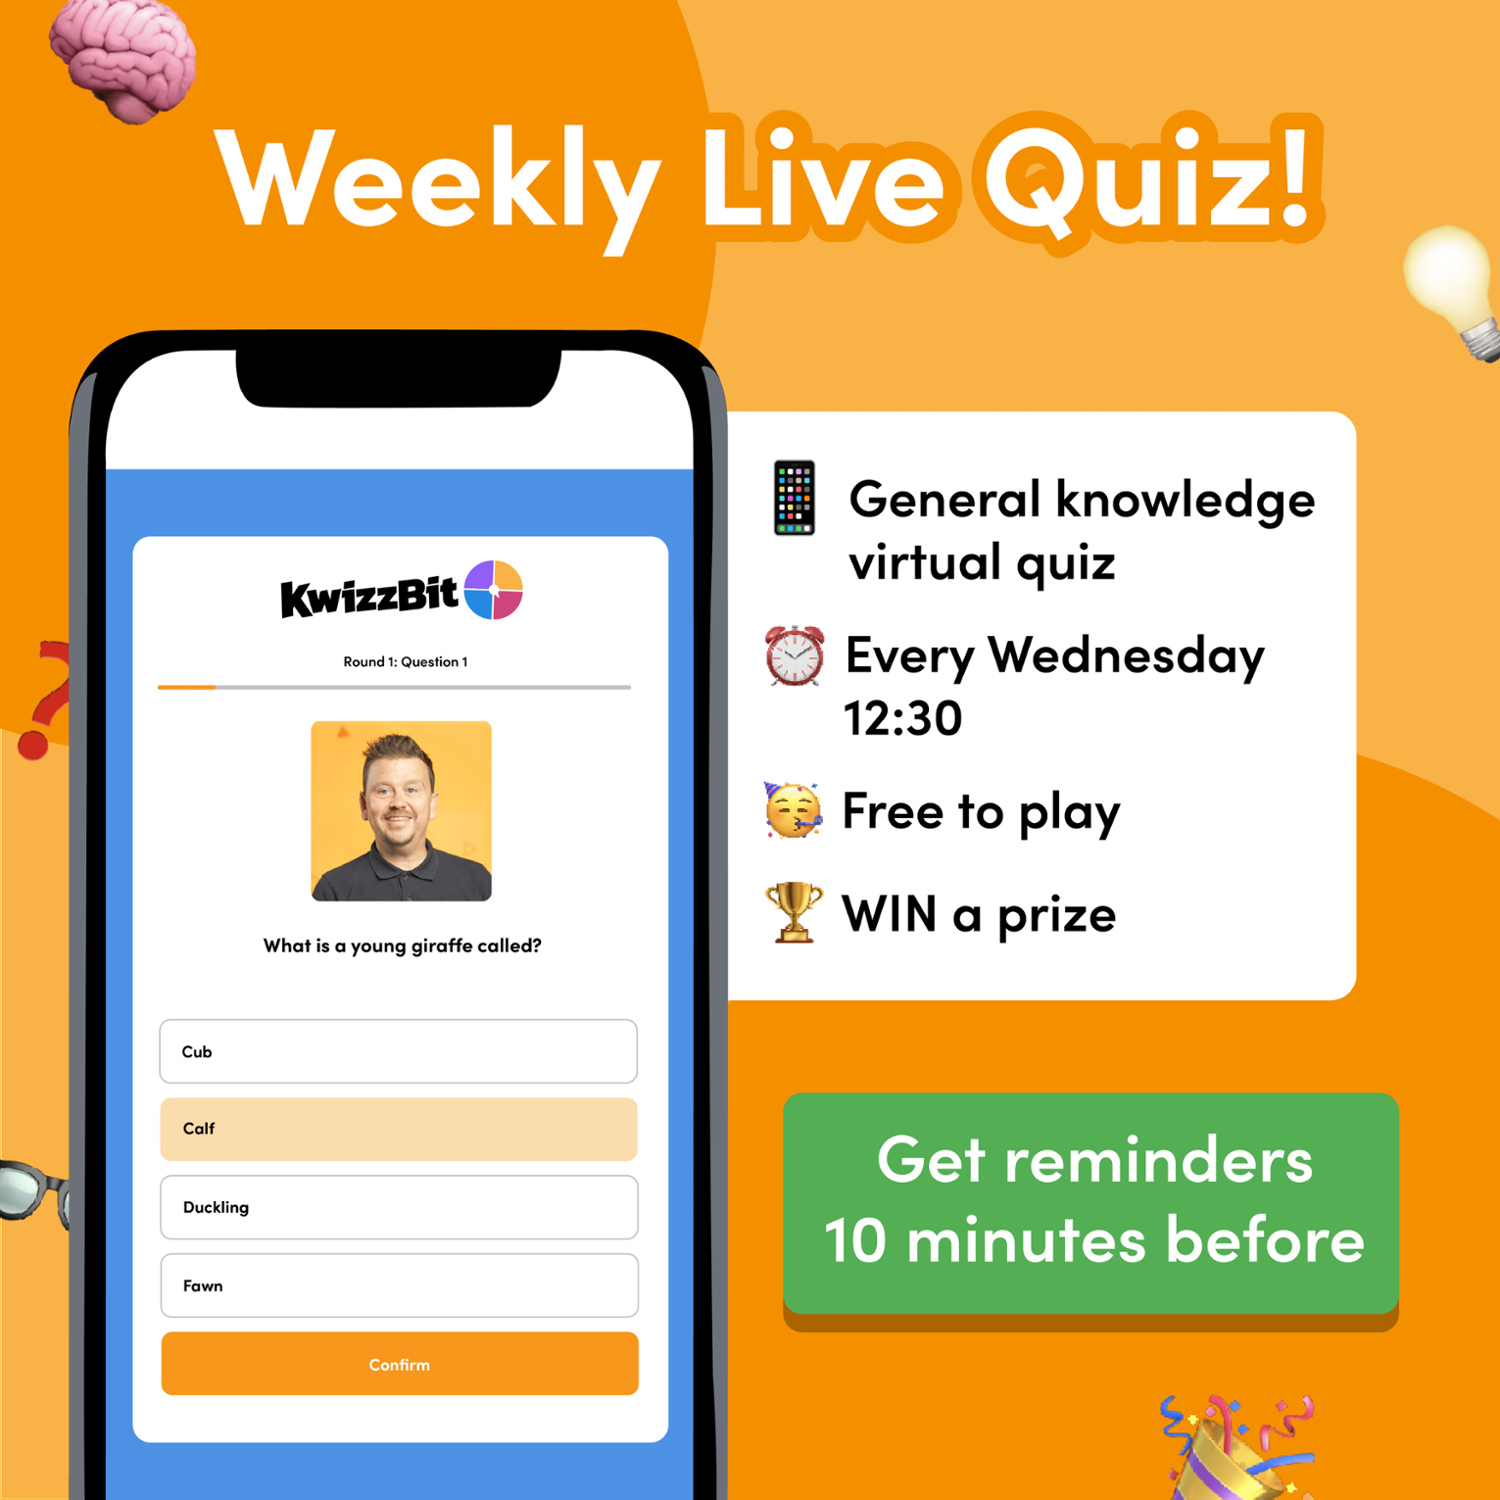 Weekly Live Quiz!
KwizzBit
Round 1: Question 1
What is a young giraffe called?
Cub
Calf
Duckling
Fawn
Confirm
General knowledge
virtual quiz
Every Wednesday
12:30
Free to play
WIN a prize
Get reminders
10 minutes before